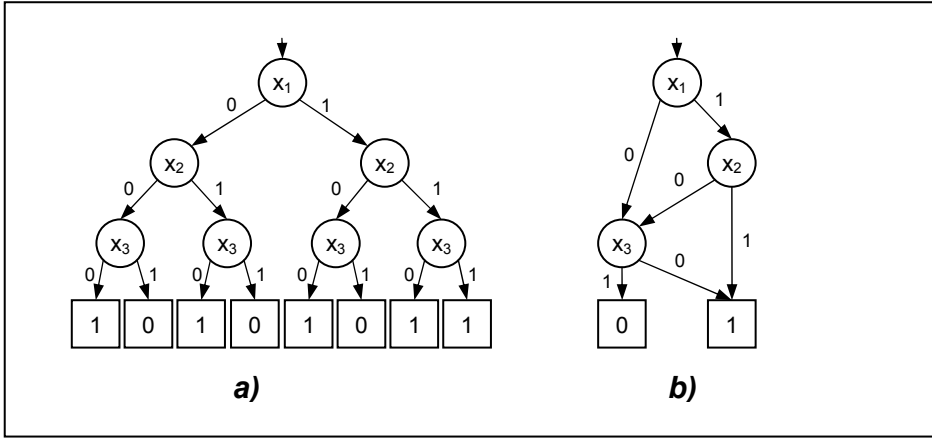 x₁ x₁
0 1 1
x₂ x₂ 0 x₂
0 1 0 1 0
x₃ x₃ x₃ x₃ x₃ 1
0 1 0 1 0 1 0 1 1 0
1 0 1 0 1 0 1 1 0 1
a) b)